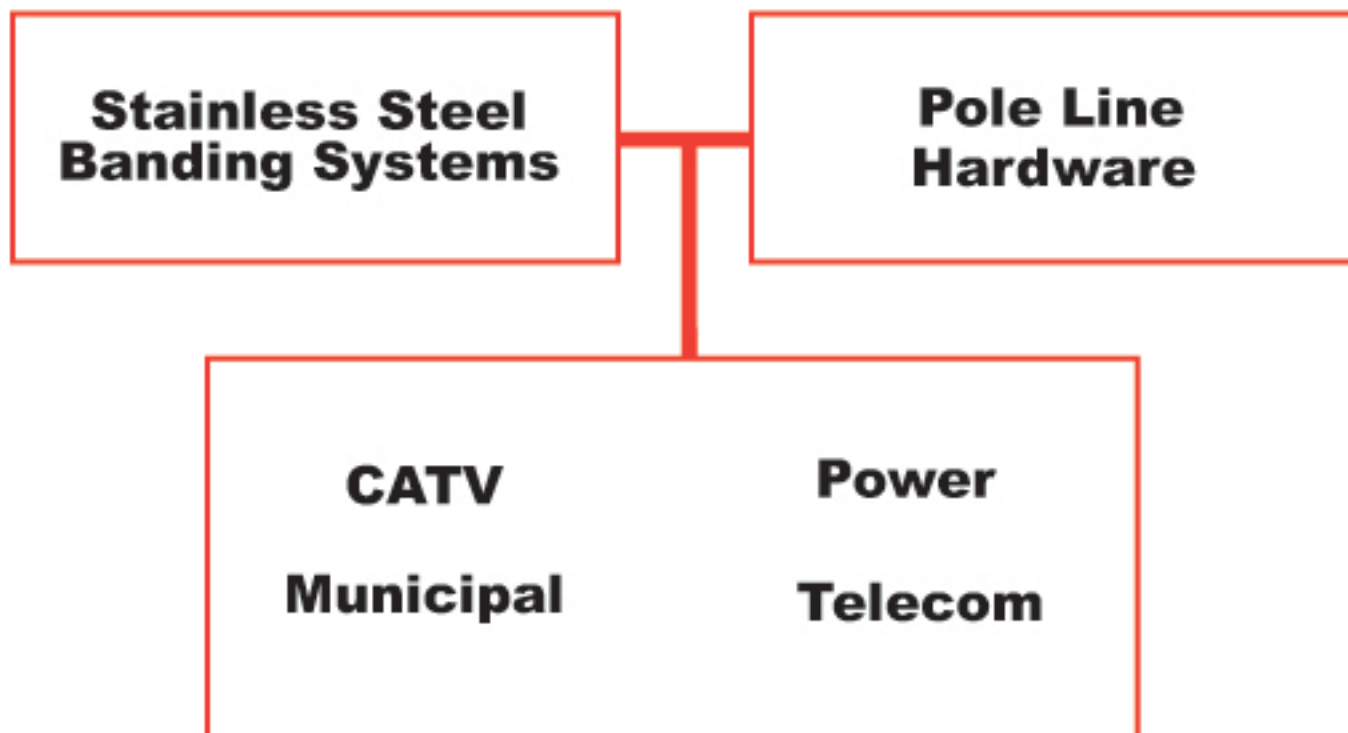 Stainless Steel
Banding Systems
Pole Line
Hardware
CATV
Power
Municipal
Telecom